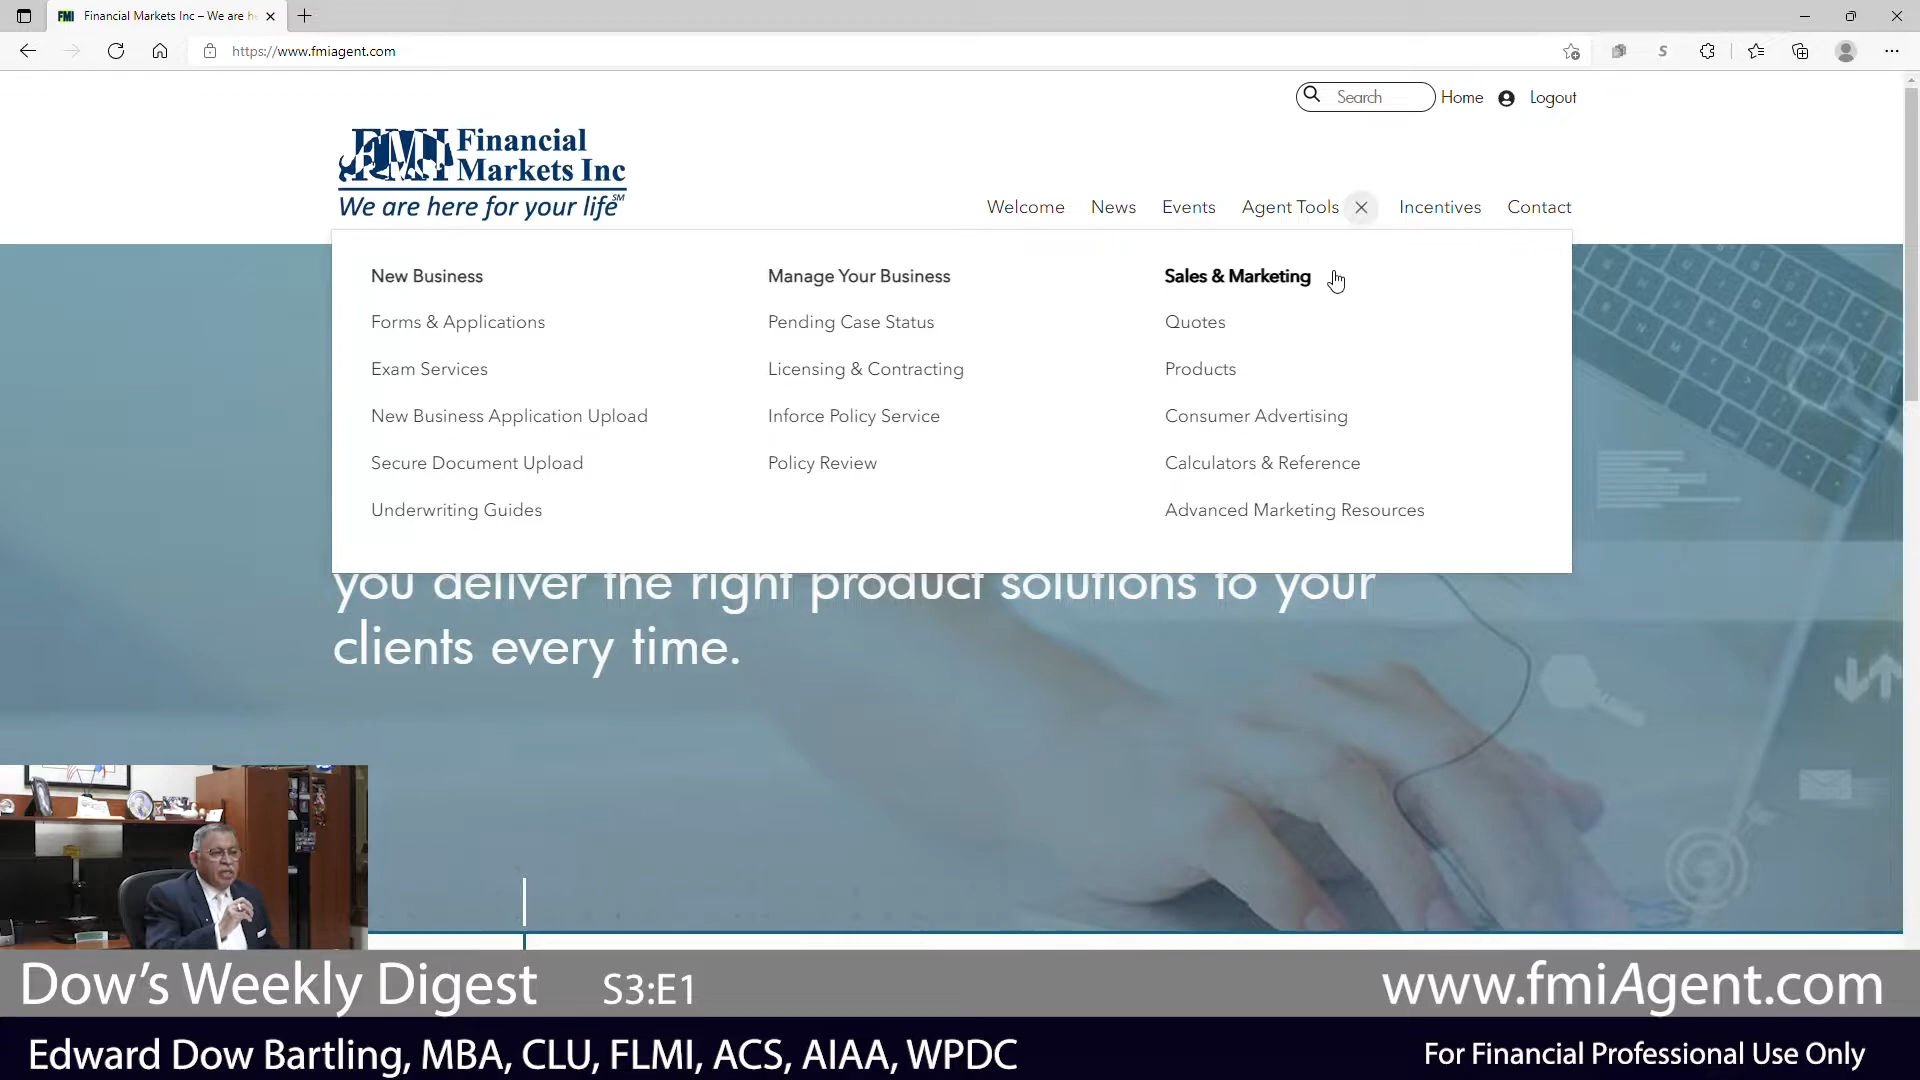 Financial Markets Inc – We are he
https://www.fmiagent.com
Search
Home
Logout
FMI Financial
Markets Inc
We are here for your life SM
Welcome
News
Events
Agent Tools
Incentives
Contact
New Business
Forms & Applications
Exam Services
New Business Application Upload
Secure Document Upload
Underwriting Guides
Manage Your Business
Pending Case Status
Licensing & Contracting
Inforce Policy Service
Policy Review
Sales & Marketing
Quotes
Products
Consumer Advertising
Calculators & Reference
Advanced Marketing Resources
you deliver the right product solutions to your
clients every time.
Dow's Weekly Digest S3:E1
www.fmiAgent.com
Edward Dow Bartling, MBA, CLU, FLMI, ACS, AIAA, WPDC
For Financial Professional Use Only